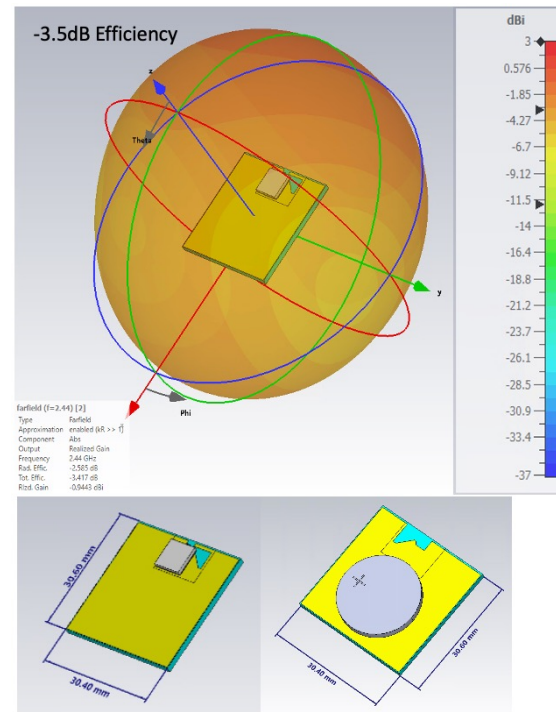 -3.5dB Efficiency
dBi
3
0.576
-1.85
-4.27
-6.7
-9.12
-11.5
-14
-16.4
-18.8
-21.2
-23.7
-26.1
-28.5
-30.9
-33.4
-37
z
Theta
y
Phi
farfield (f=2.44) [2]
Type Farfield
Approximation enabled (kR >> 1)
Component Abs
Output Realized Gain
Frequency 2.44 GHz
Rad. Effic. -2.585 dB
Tot. Effic. -3.417 dB
Rlzd. Gain -0.9443 dBi
30.60 mm
30.40 mm
30.40 mm
30.60 mm